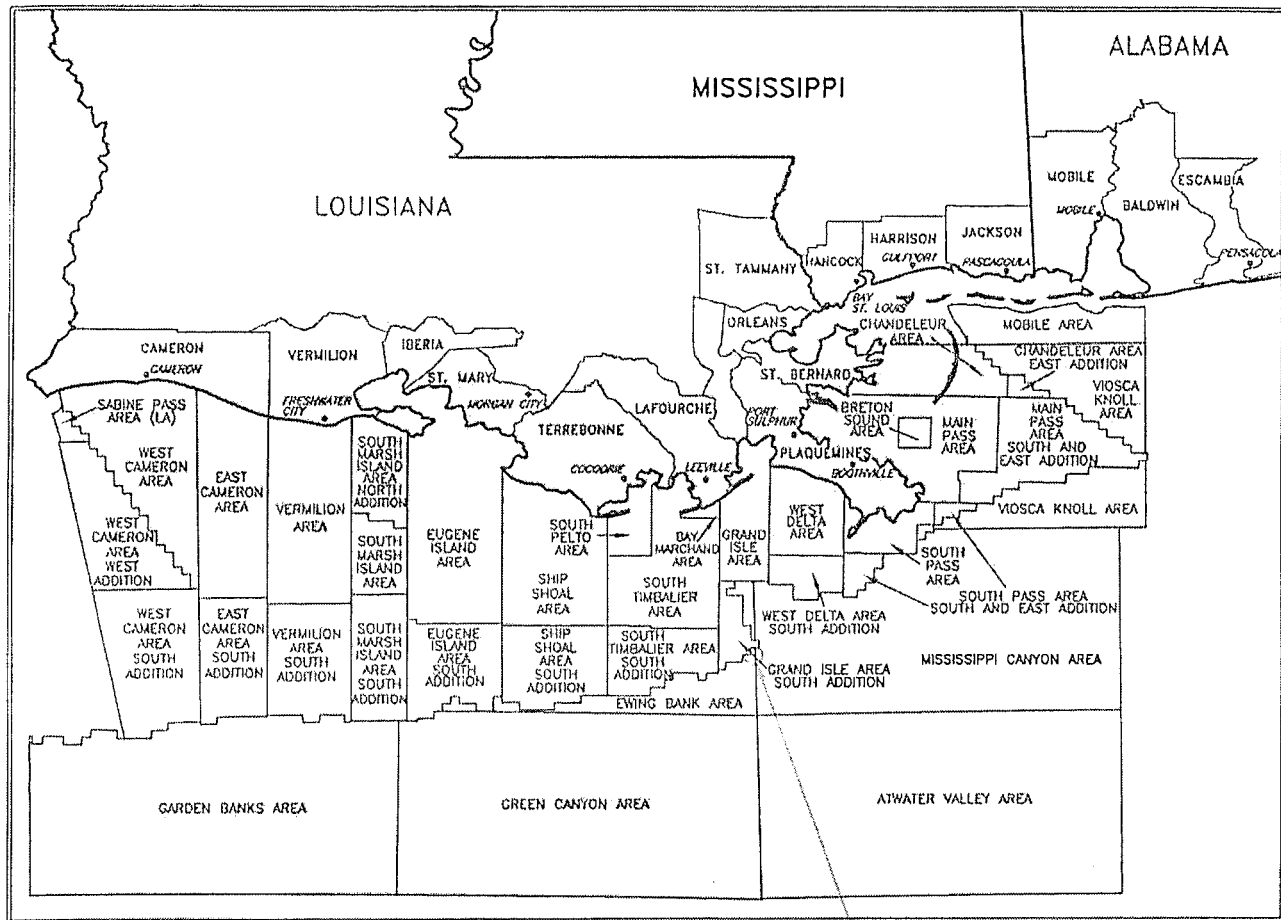 ALABAMA
MISSISSIPPI
LOUISIANA
MOBILE
MOBILE
BALDWIN
ESCAMBIA
PENSACOLA
ST. TAMMANY
HANCOCK
HARRISON
GULFPORT
JACKSON
PASCAGOULA
BAY
ST. LOUIS
ORLEANS
CHANDELEUR
AREA
MOBILE AREA
CHANDELEUR AREA
EAST ADDITION
VIOSCA
KNOLL
AREA
CAMERON
CAMERON
VERMILION
FRESHWATER
CITY
IBERIA
ST. MARY
MORGAN CITY
TERREBONNE
COCODRIE
LAFOURCHE
LEEVILLE
ST. BERNARD
PORT
SULPHUR
BRETON
SOUND
AREA
PLAQUEMINES
BOOTHVILLE
MAIN
PASS
AREA
MAIN
PASS
AREA
SOUTH AND
EAST ADDITION
VIOSCA KNOLL AREA
SABINE PASS
AREA (LA)
WEST
CAMERON
AREA
WEST
CAMERON
AREA
WEST
ADDITION
EAST
CAMERON
AREA
VERMILION
AREA
SOUTH
MARSH
ISLAND
AREA
NORTH
ADDITION
SOUTH
MARSH
ISLAND
AREA
EUGENE
ISLAND
AREA
SOUTH
PELTO
AREA
SHIP
SHOAL
AREA
BAY
MARCHAND
AREA
SOUTH
TIMBALIER
AREA
GRAND
ISLE
AREA
WEST
DELTA
AREA
SOUTH
PASS
AREA
SOUTH PASS AREA
SOUTH AND EAST ADDITION
WEST DELTA AREA
SOUTH ADDITION
WEST
CAMERON
AREA
SOUTH
ADDITION
EAST
CAMERON
AREA
SOUTH
ADDITION
VERMILION
AREA
SOUTH
ADDITION
SOUTH
MARSH
ISLAND
AREA
SOUTH
ADDITION
EUGENE
ISLAND
AREA
SOUTH
ADDITION
SHIP
SHOAL
AREA
SOUTH
ADDITION
SOUTH
TIMBALIER AREA
SOUTH
ADDITION
GRAND ISLE AREA
SOUTH ADDITION
MISSISSIPPI CANYON AREA
EWING BANK AREA
GARDEN BANKS AREA
GREEN CANYON AREA
ATWATER VALLEY AREA